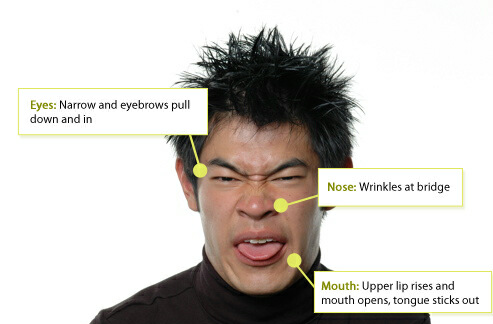 Eyes: Narrow and eyebrows pull
down and in
Nose: Wrinkles at bridge
Mouth: Upper lip rises and
mouth opens, tongue sticks out